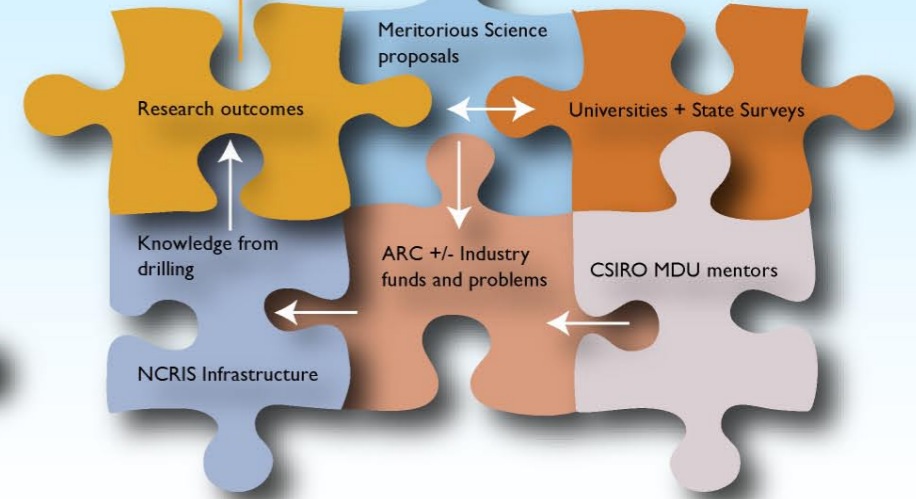 Meritorious Science
proposals
Research outcomes
Universities + State Surveys
Knowledge from
drilling
ARC +/- Industry
funds and problems
CSIRO MDU mentors
NCRIS Infrastructure